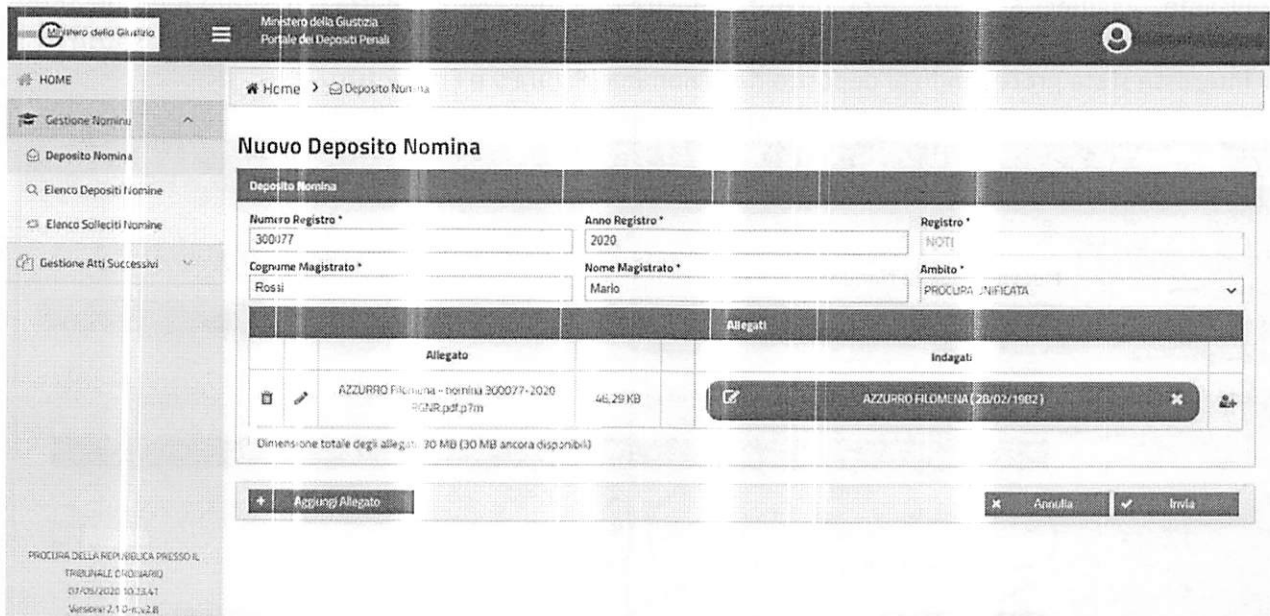 Ministero della Giustizia
Ministero della Giustizia
Portale dei Depositi Penali
HOME
Gestione Nomine
Deposito Nomina
Elenco Depositi Nomine
Elenco Solleciti Nomine
Gestione Atti Successivi
Home > Deposito Nomina
Nuovo Deposito Nomina
Deposito Nomina
Numero Registro * Anno Registro * Registro *
300077 2020 NOTI
Cognome Magistrato * Nome Magistrato * Ambito *
Rossi Mario PROCURA UNIFICATA
Allegati
Allegato Indagati
AZZURRO Filomena - nomina 300077-2020
RGNR.pdf.p7m
46,29 KB
AZZURRO FILOMENA ( 28/02/1982 )
Dimensione totale degli allegati: 30 MB (30 MB ancora disponibili)
+ Aggiungi Allegato
Annulla Invia
PROCURA DELLA REPUBBLICA PRESSO IL
TRIBUNALE ORDINARIO
07/05/2020